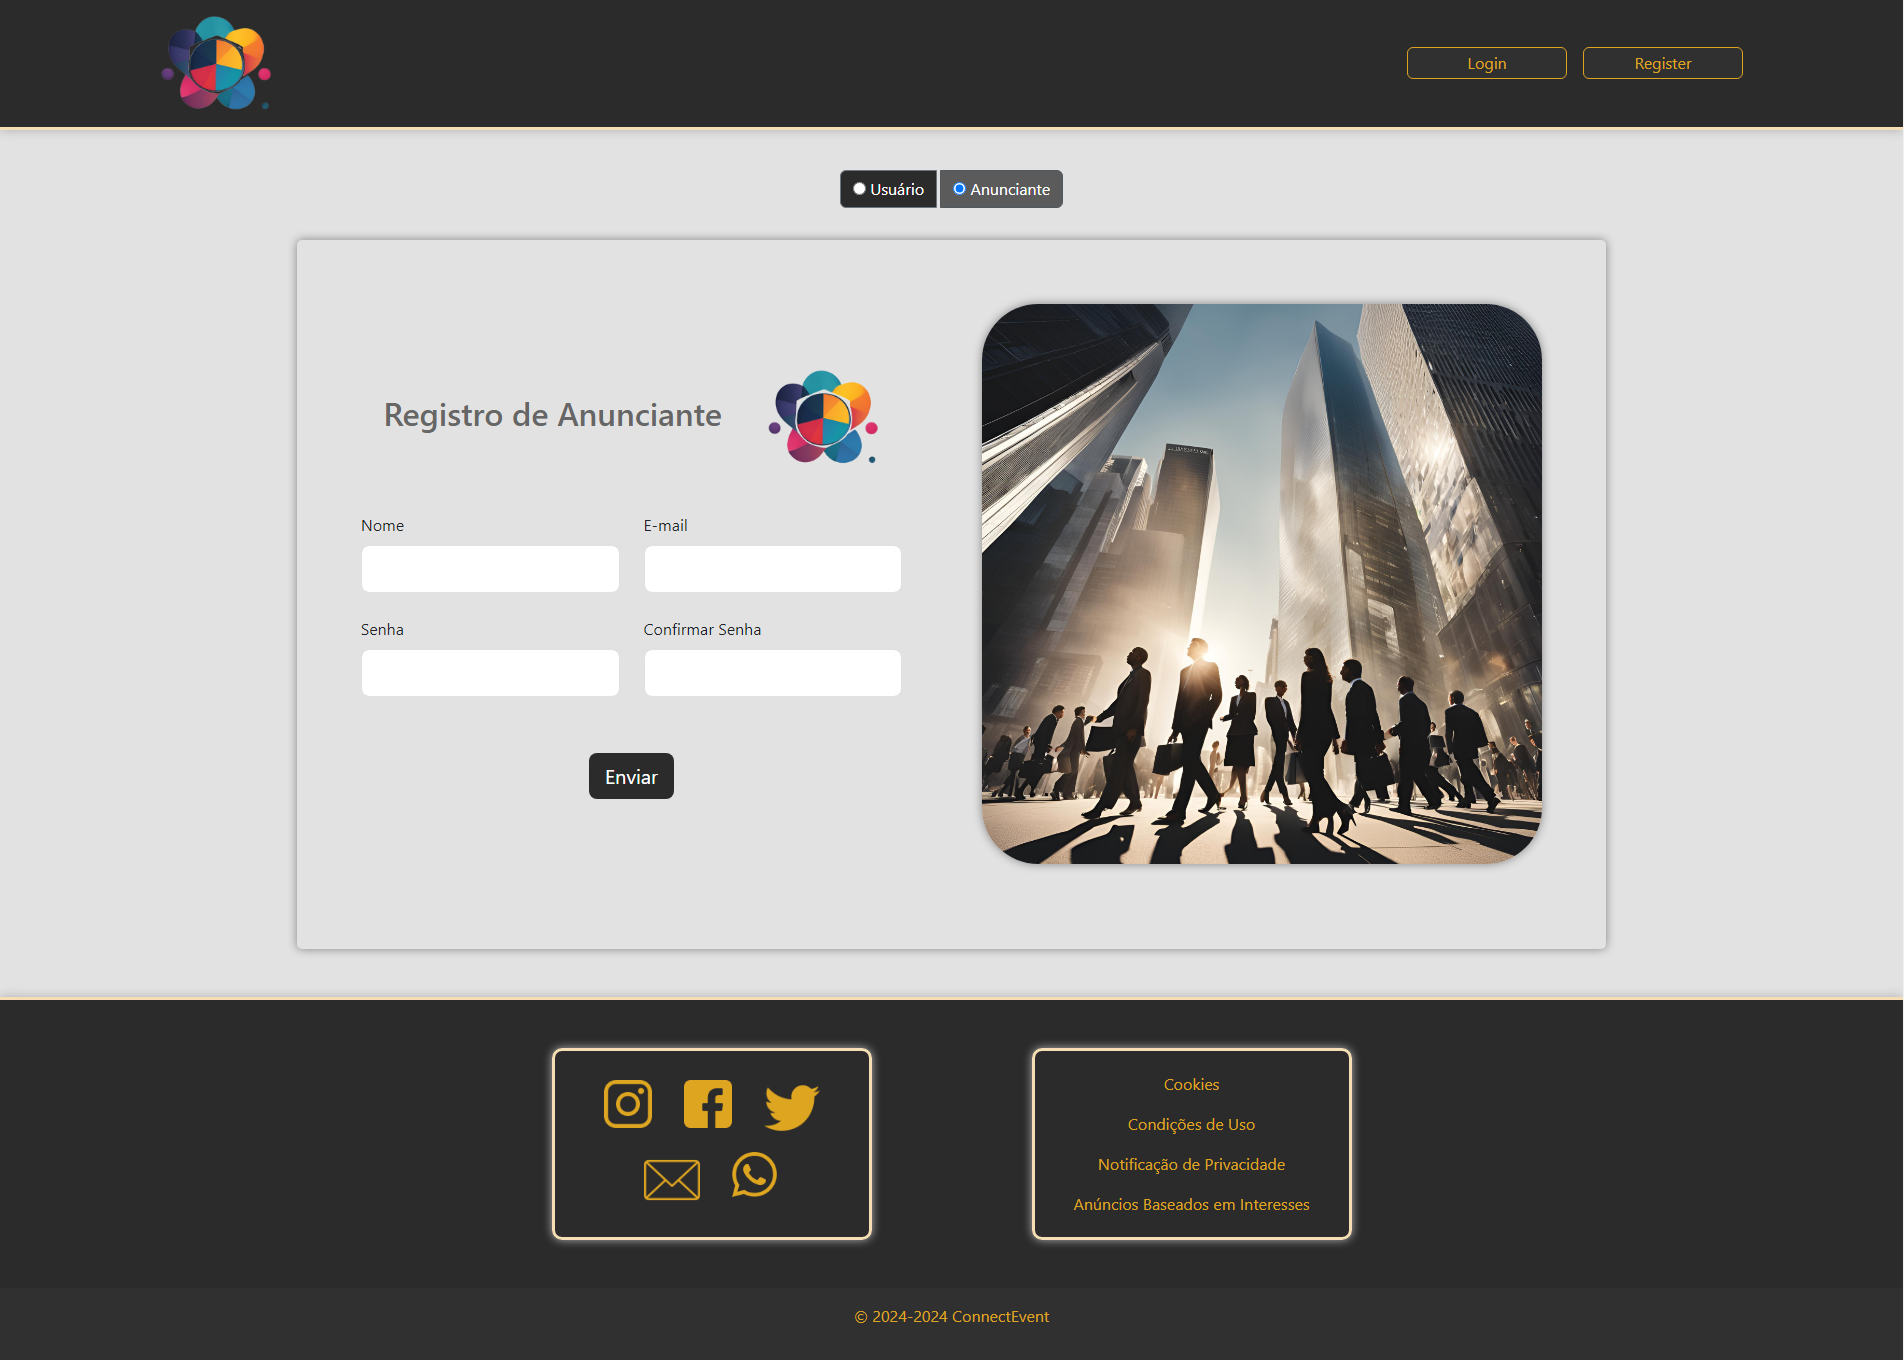 Login
Register
Usuário
Anunciante
Registro de Anunciante
Nome
E-mail
Senha
Confirmar Senha
Enviar
Cookies
Condições de Uso
Notificação de Privacidade
Anúncios Baseados em Interesses
© 2024-2024 ConnectEvent